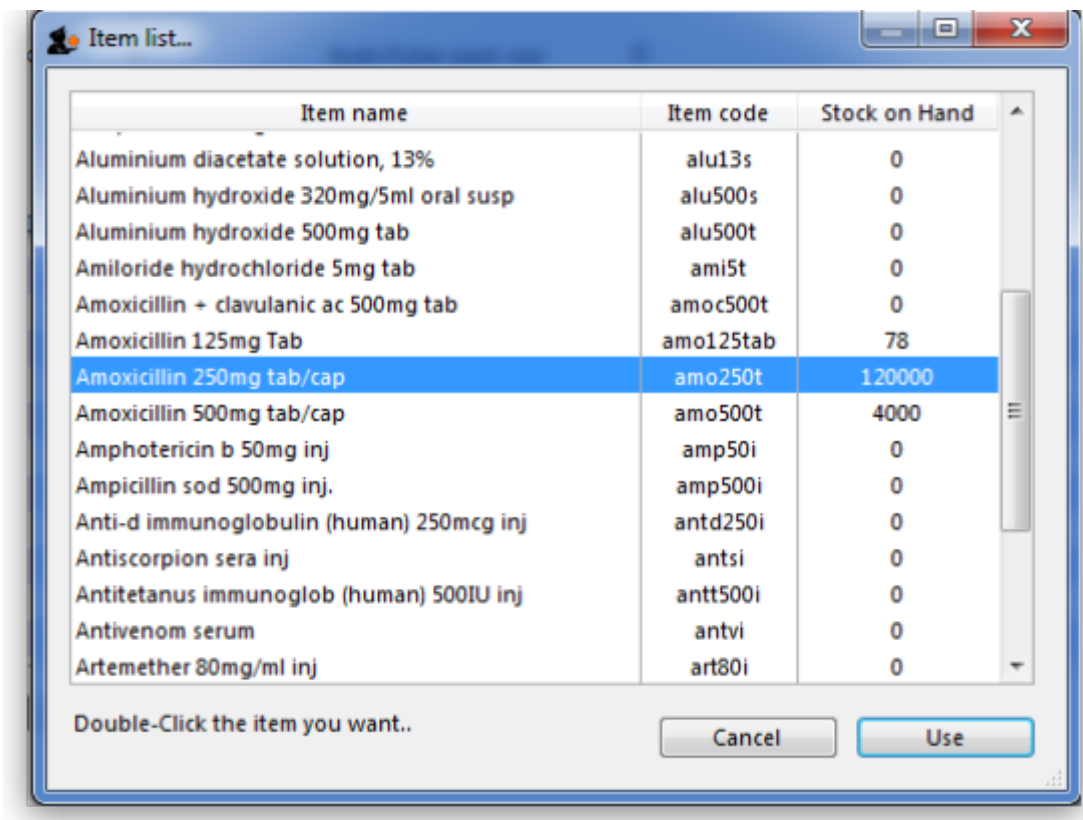 Item list...
Item name Item code Stock on Hand
Aluminium diacetate solution, 13% alu13s 0
Aluminium hydroxide 320mg/5ml oral susp alu500s 0
Aluminium hydroxide 500mg tab alu500t 0
Amiloride hydrochloride 5mg tab ami5t 0
Amoxicillin + clavulanic ac 500mg tab amoc500t 0
Amoxicillin 125mg Tab amo125tab 78
Amoxicillin 250mg tab/cap amo250t 120000
Amoxicillin 500mg tab/cap amo500t 4000
Amphotericin b 50mg inj amp50i 0
Ampicillin sod 500mg inj. amp500i 0
Anti-d immunoglobulin (human) 250mcg inj antd250i 0
Antiscorpion sera inj antsi 0
Antitetanus immunoglob (human) 500IU inj antt500i 0
Antivenom serum antvi 0
Artemether 80mg/ml inj art80i 0
Double-Click the item you want..
Cancel Use